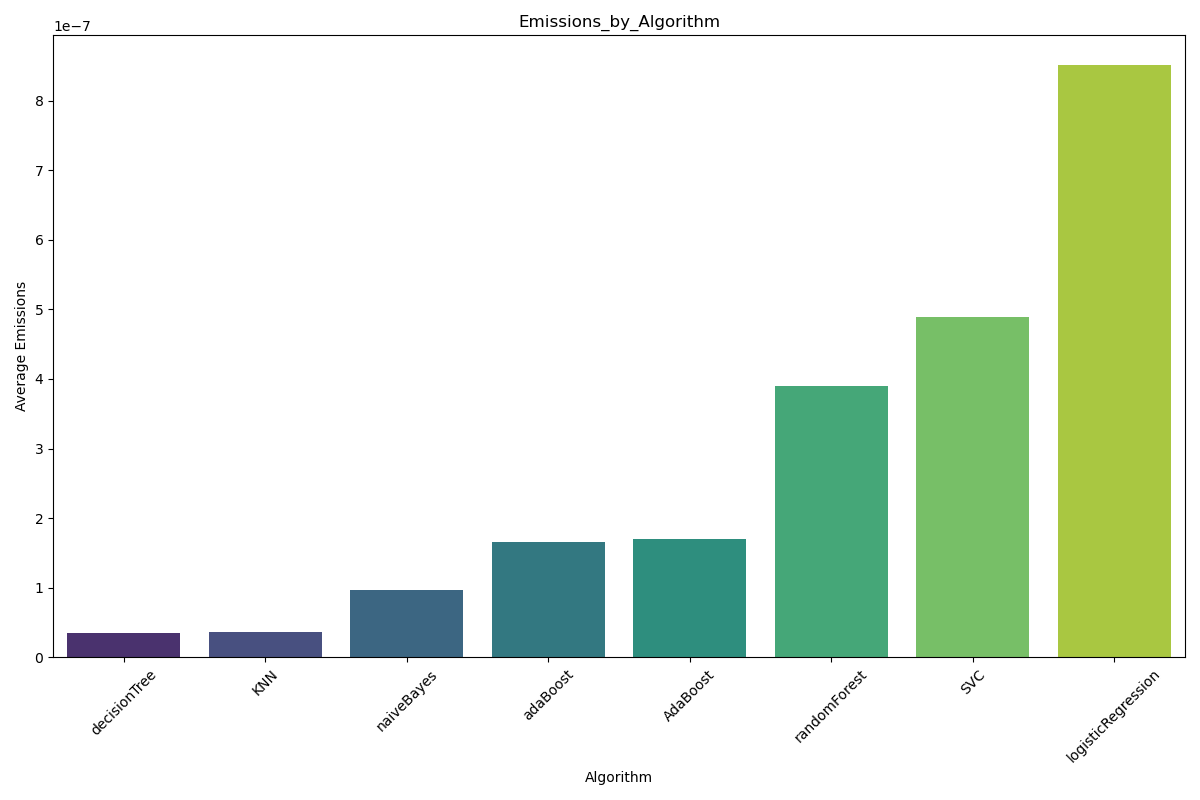 Emissions_by_Algorithm
1e−7
8
7
6
5
4
3
2
1
0
Average Emissions
decisionTree
KNN
naiveBayes
adaBoost
AdaBoost
randomForest
SVC
logisticRegression
Algorithm